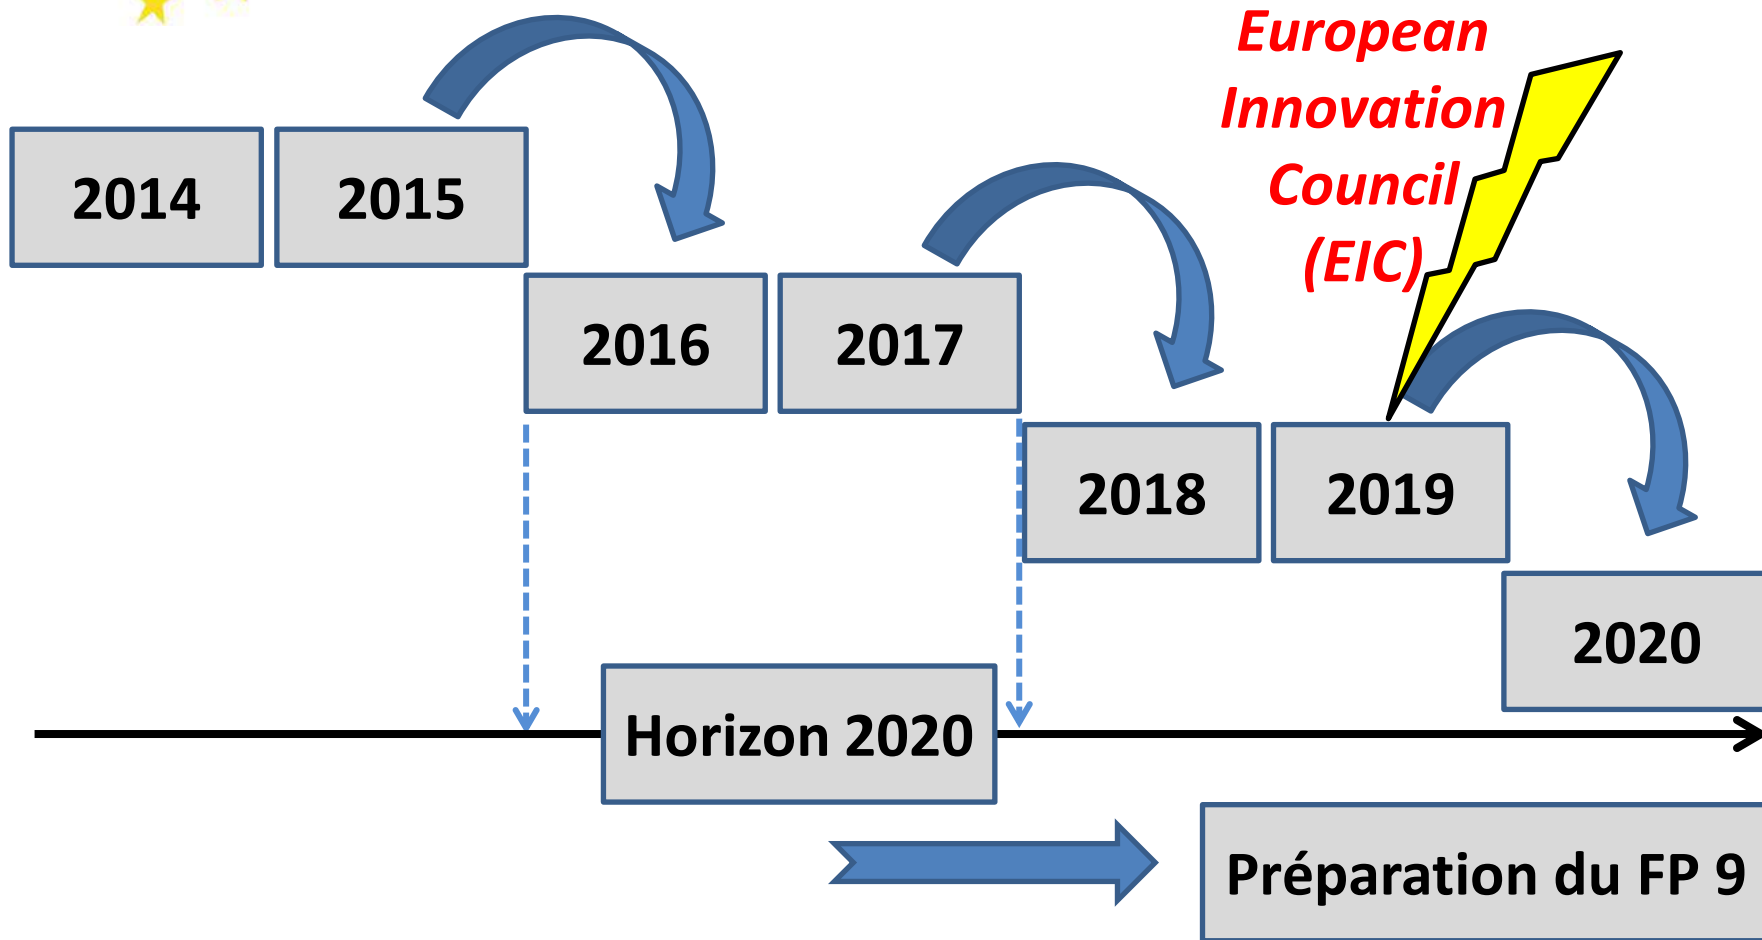 European
Innovation
Council
(EIC)
2014
2015
2016
2017
2018
2019
2020
Horizon 2020
Préparation du FP 9